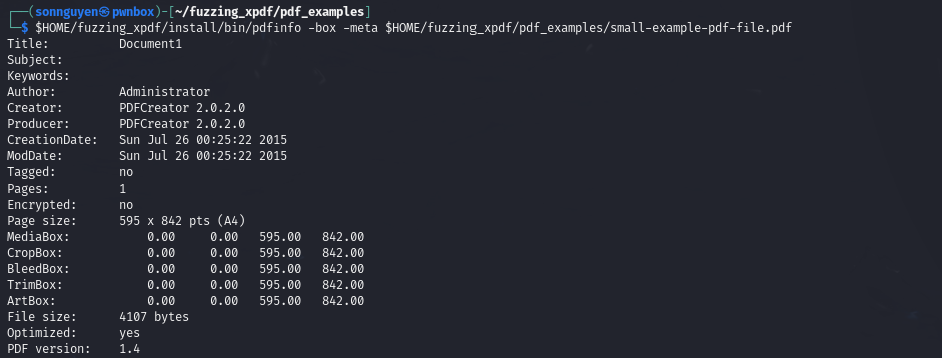 ┌──(sonnguyen㉿pwnbox)-[~/fuzzing_xpdf/pdf_examples]
└─$ $HOME/fuzzing_xpdf/install/bin/pdfinfo -box -meta $HOME/fuzzing_xpdf/pdf_examples/small-example-pdf-file.pdf
Title:          Document1
Subject:
Keywords:
Author:         Administrator
Creator:        PDFCreator 2.0.2.0
Producer:       PDFCreator 2.0.2.0
CreationDate:   Sun Jul 26 00:25:22 2015
ModDate:        Sun Jul 26 00:25:22 2015
Tagged:         no
Pages:          1
Encrypted:      no
Page size:      595 x 842 pts (A4)
MediaBox:           0.00     0.00   595.00   842.00
CropBox:            0.00     0.00   595.00   842.00
BleedBox:           0.00     0.00   595.00   842.00
TrimBox:            0.00     0.00   595.00   842.00
ArtBox:             0.00     0.00   595.00   842.00
File size:      4107 bytes
Optimized:      yes
PDF version:    1.4